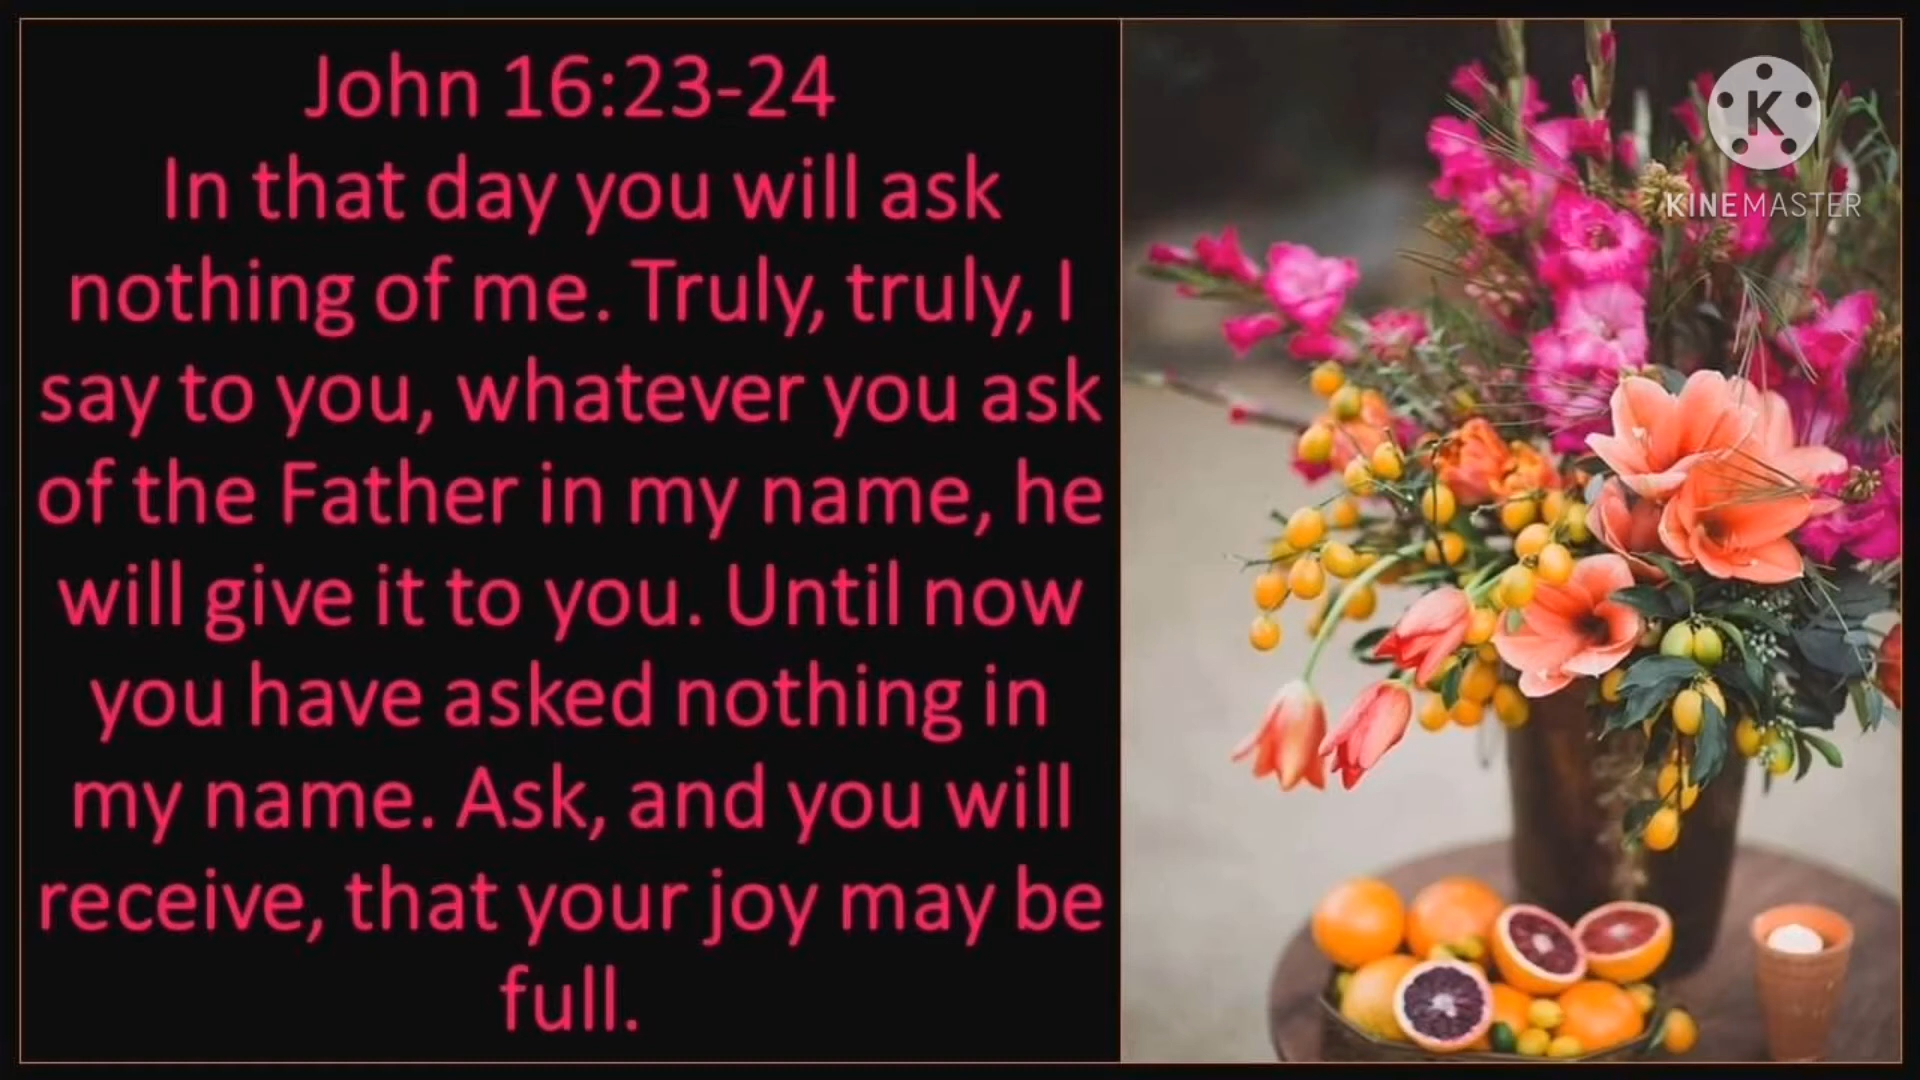 John 16:23-24
In that day you will ask
nothing of me. Truly, truly, I
say to you, whatever you ask
of the Father in my name, he
will give it to you. Until now
you have asked nothing in
my name. Ask, and you will
receive, that your joy may be
full.
K
KINEMASTER